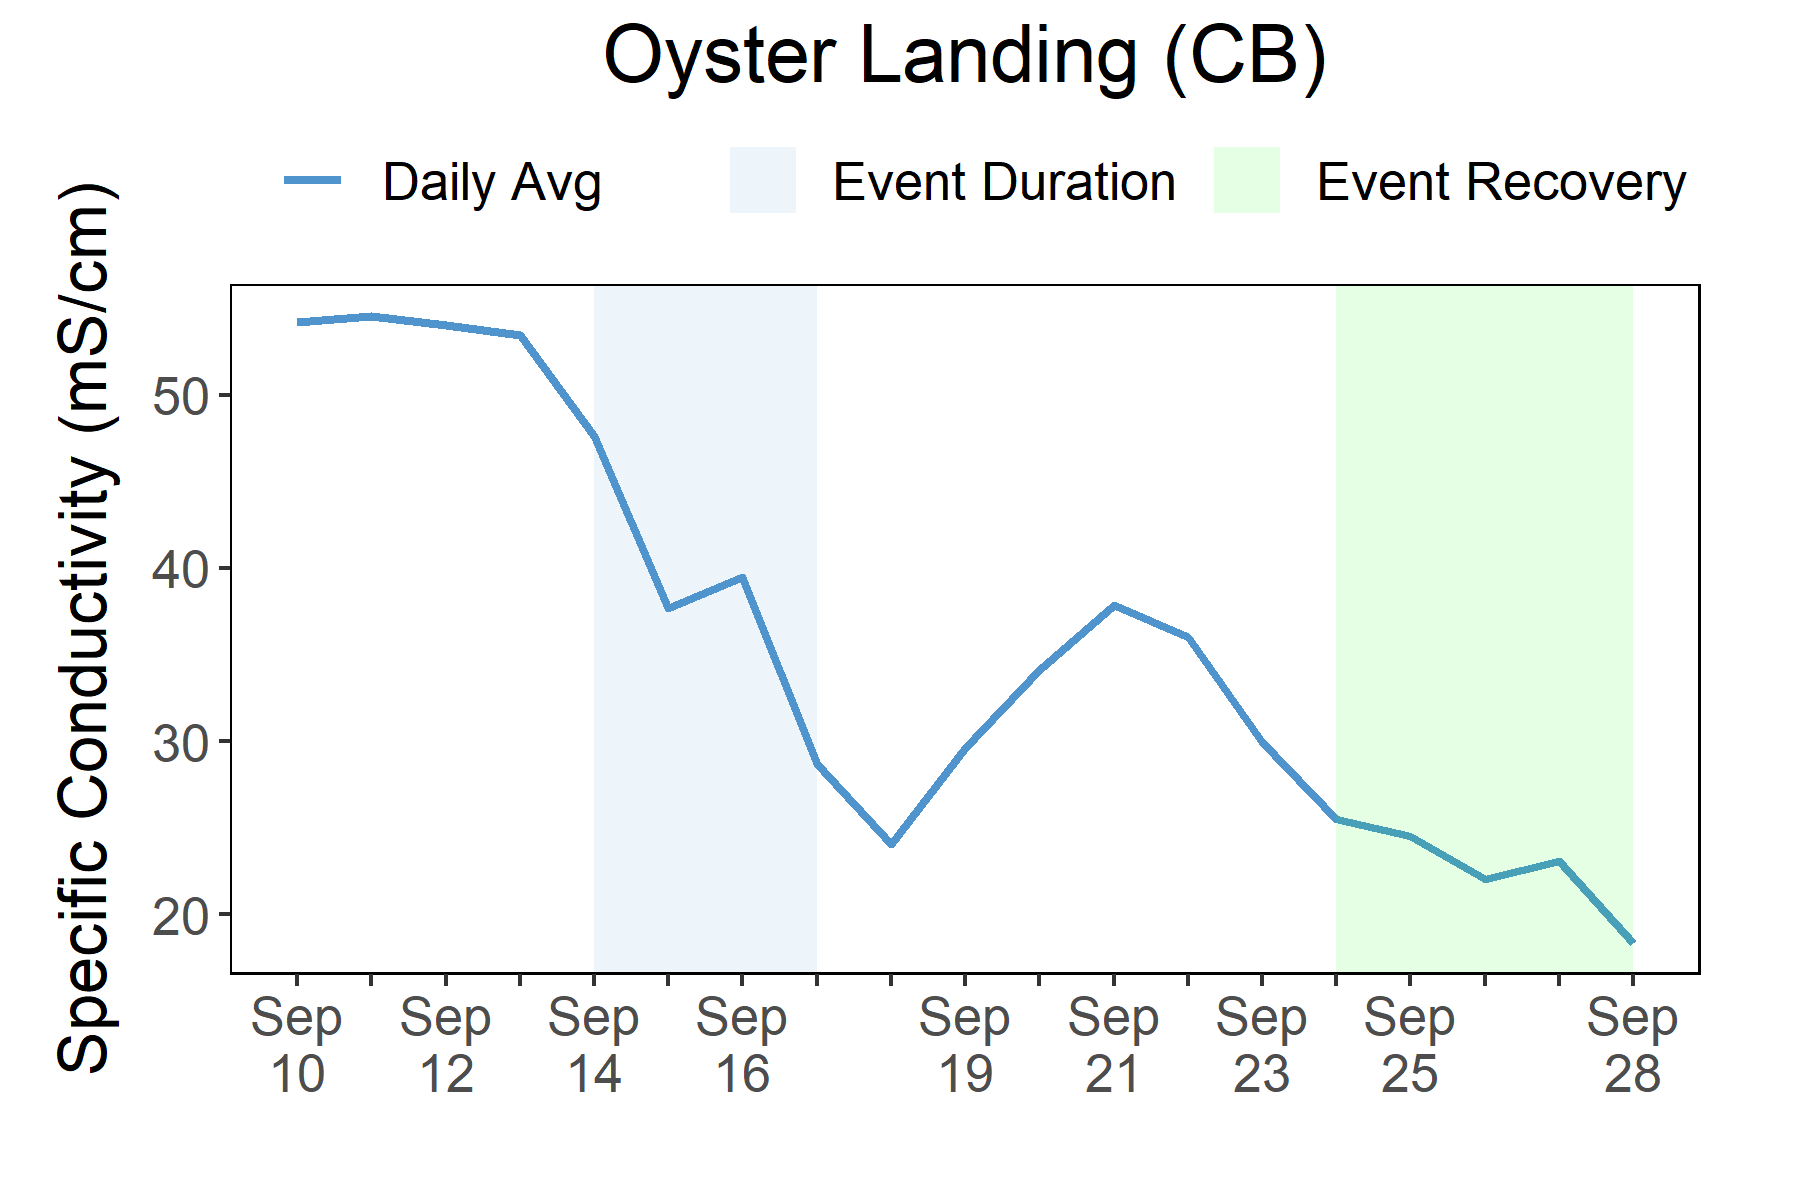 Oyster Landing (CB)
Daily Avg Event Duration Event Recovery
Specific Conductivity (mS/cm)
50
40
30
20
Sep Sep Sep Sep Sep Sep Sep Sep Sep
10 12 14 16 19 21 23 25 28